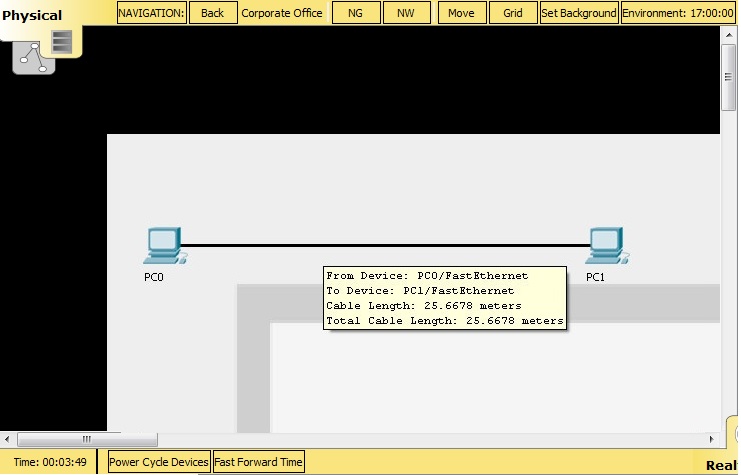 Physical
NAVIGATION:
Back
Corporate Office
NG
NW
Move
Grid
Set Background
Environment: 17:00:00
PC0
PC1
From Device: PC0/FastEthernet
To Device: PC1/FastEthernet
Cable Length: 25.6678 meters
Total Cable Length: 25.6678 meters
Time: 00:03:49
Power Cycle Devices
Fast Forward Time